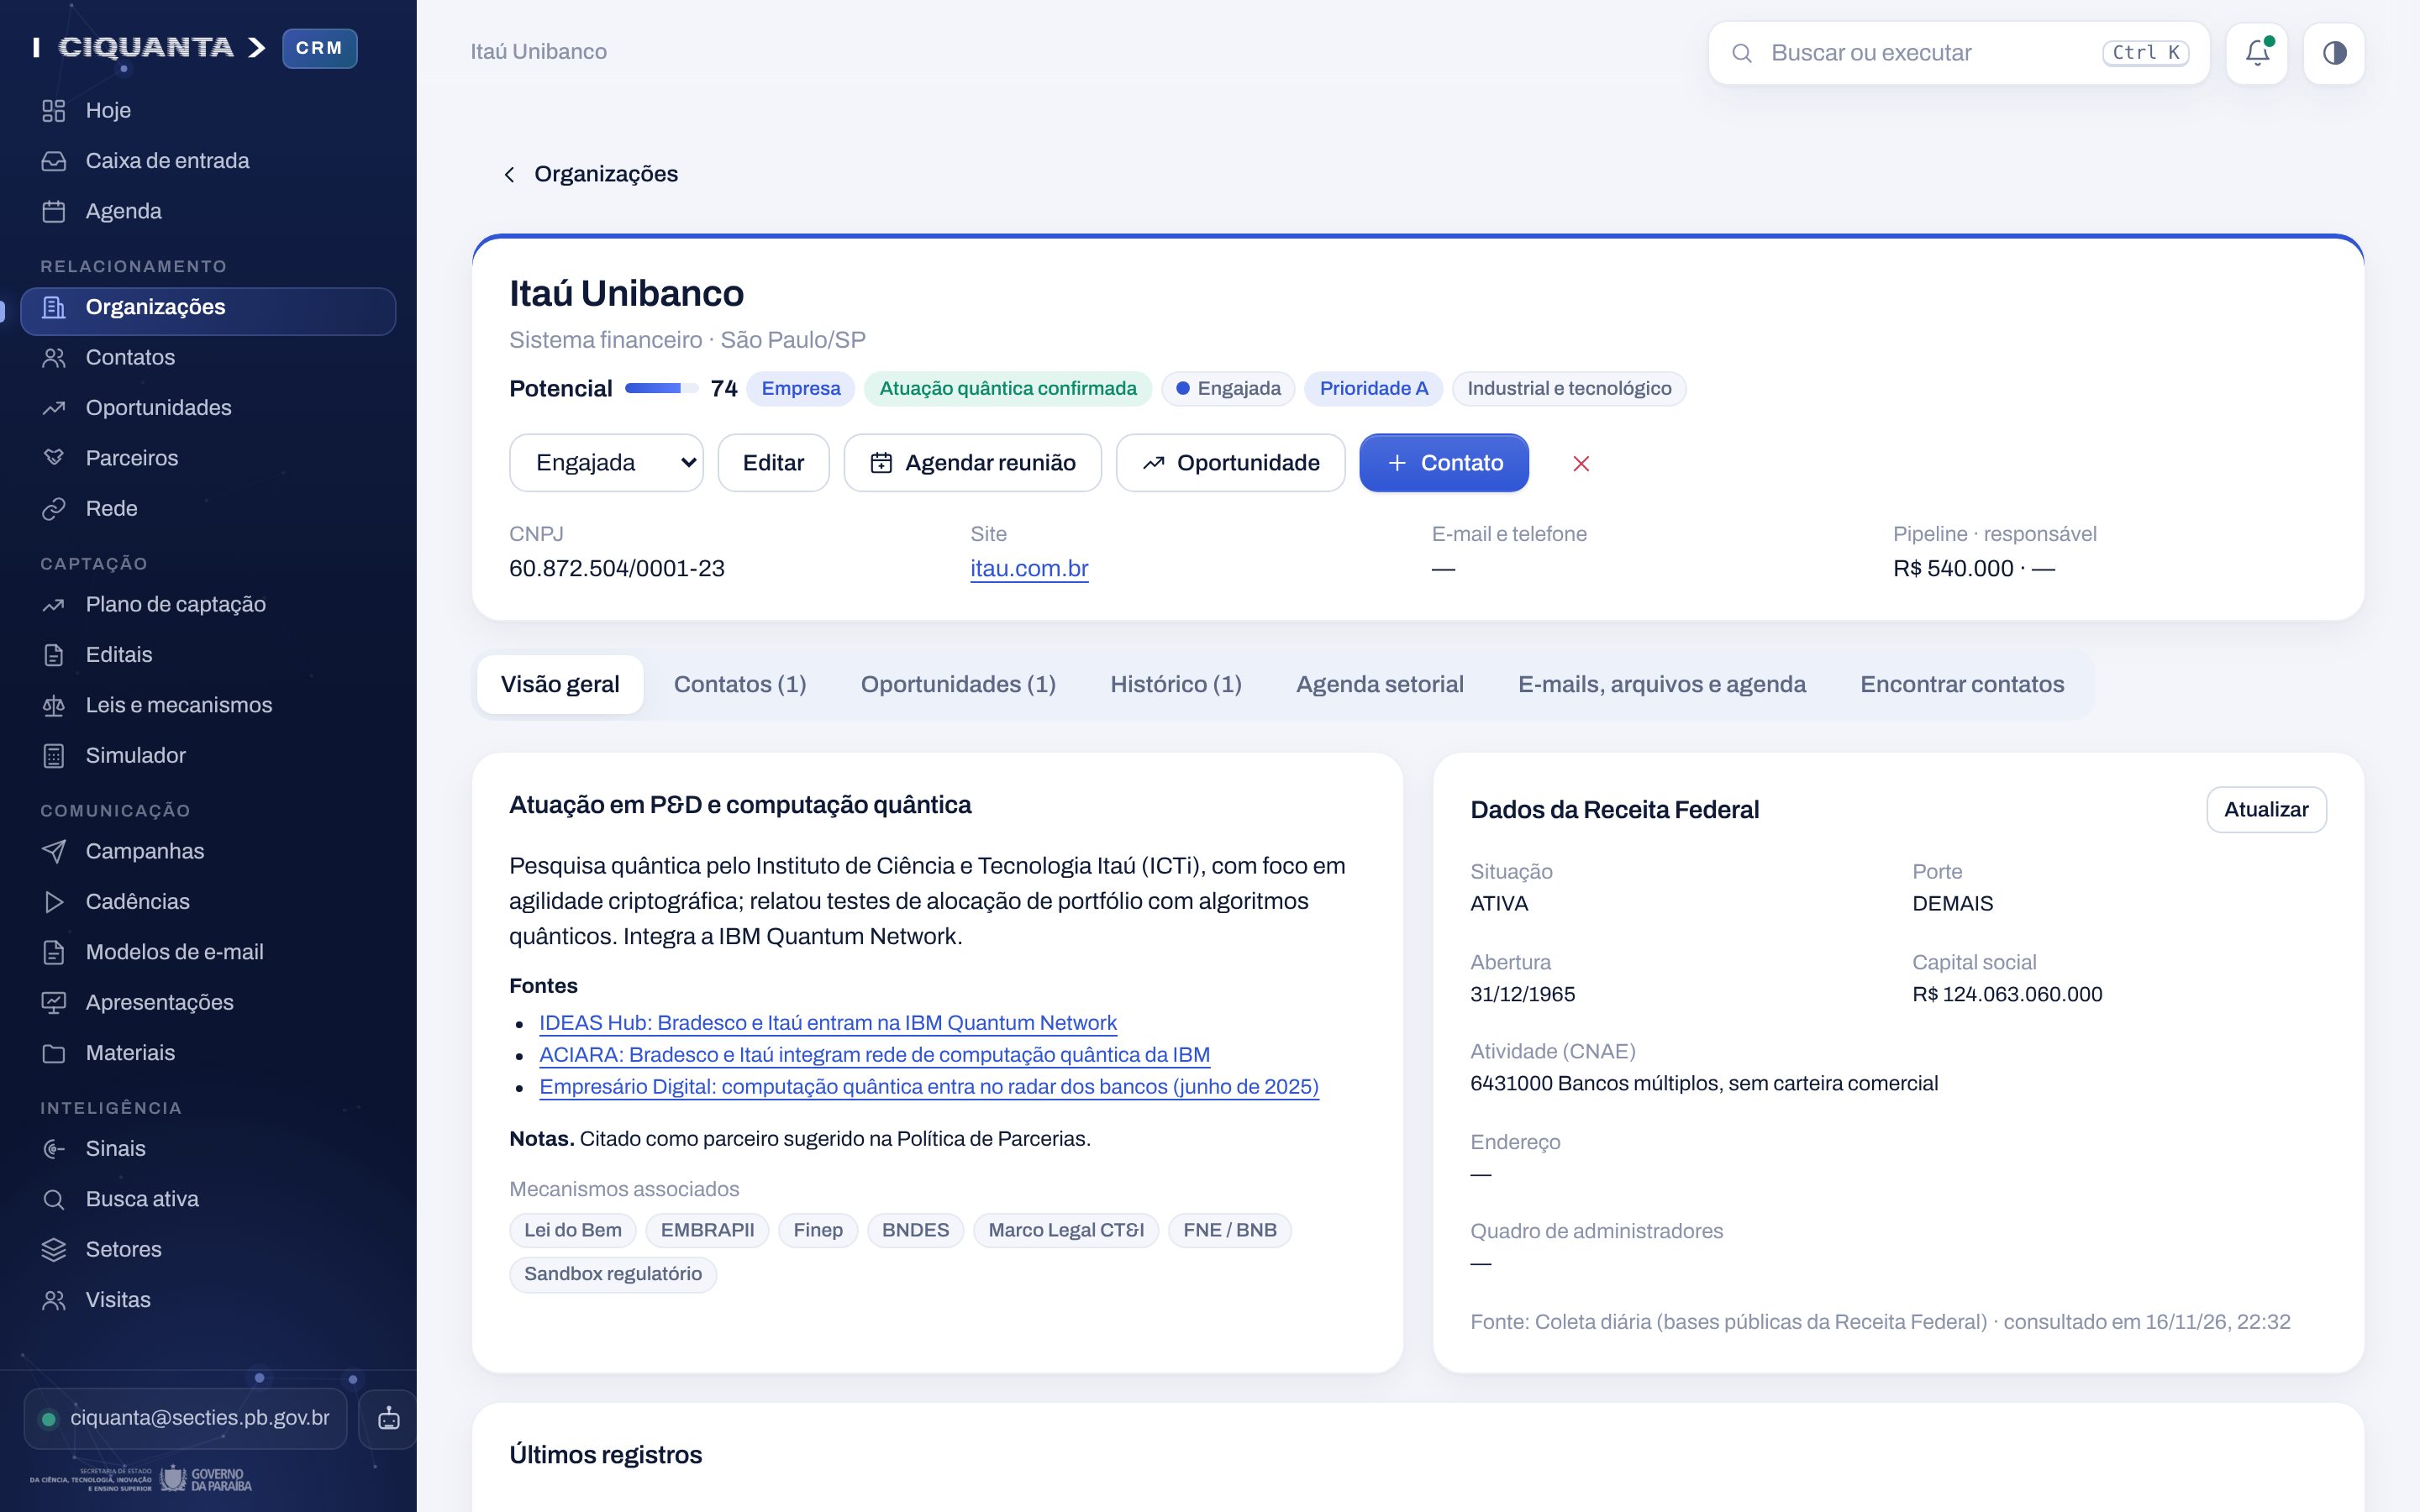 CIQUANTA
CRM
Hoje
Caixa de entrada
Agenda
RELACIONAMENTO
Organizações
Contatos
Oportunidades
Parceiros
Rede
CAPTAÇÃO
Plano de captação
Editais
Leis e mecanismos
Simulador
COMUNICAÇÃO
Campanhas
Cadências
Modelos de e-mail
Apresentações
Materiais
INTELIGÊNCIA
Sinais
Busca ativa
Setores
Visitas
ciquanta@secties.pb.gov.br
SECRETARIA DE ESTADO
DA CIÊNCIA, TECNOLOGIA, INOVAÇÃO
E ENSINO SUPERIOR
GOVERNO
DA PARAÍBA
Itaú Unibanco
Buscar ou executar
Ctrl K
Organizações
Itaú Unibanco
Sistema financeiro · São Paulo/SP
Potencial 74 Empresa Atuação quântica confirmada Engajada Prioridade A Industrial e tecnológico
Engajada Editar Agendar reunião Oportunidade + Contato
CNPJ
60.872.504/0001-23
Site
itau.com.br
E-mail e telefone
—
Pipeline · responsável
R$ 540.000 · —
Visão geral Contatos (1) Oportunidades (1) Histórico (1) Agenda setorial E-mails, arquivos e agenda Encontrar contatos
Atuação em P&D e computação quântica
Pesquisa quântica pelo Instituto de Ciência e Tecnologia Itaú (ICTi), com foco em
agilidade criptográfica; relatou testes de alocação de portfólio com algoritmos
quânticos. Integra a IBM Quantum Network.
Fontes
• IDEAS Hub: Bradesco e Itaú entram na IBM Quantum Network
• ACIARA: Bradesco e Itaú integram rede de computação quântica da IBM
• Empresário Digital: computação quântica entra no radar dos bancos (junho de 2025)
Notas. Citado como parceiro sugerido na Política de Parcerias.
Mecanismos associados
Lei do Bem EMBRAPII Finep BNDES Marco Legal CT&I FNE / BNB
Sandbox regulatório
Dados da Receita Federal
Atualizar
Situação
ATIVA
Porte
DEMAIS
Abertura
31/12/1965
Capital social
R$ 124.063.060.000
Atividade (CNAE)
6431000 Bancos múltiplos, sem carteira comercial
Endereço
—
Quadro de administradores
—
Fonte: Coleta diária (bases públicas da Receita Federal) · consultado em 16/11/26, 22:32
Últimos registros